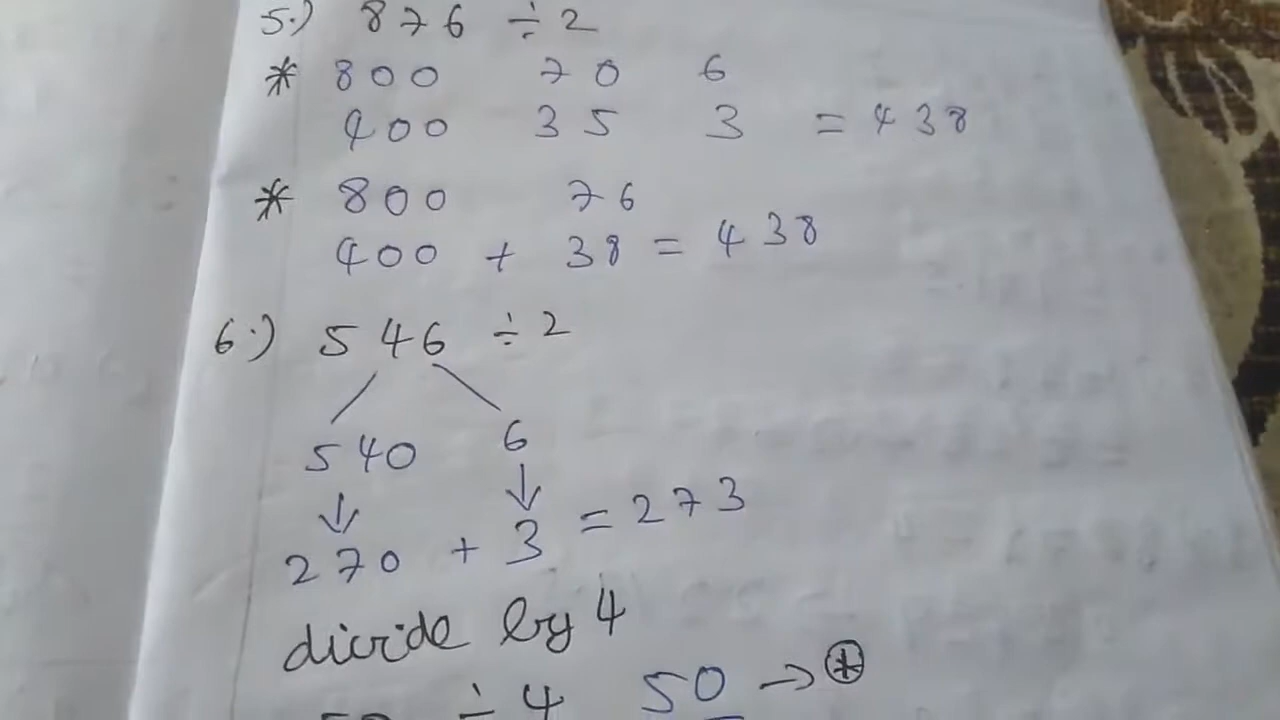 5.) 876 ÷ 2
* 800 70 6
400 35 3 = 438
* 800 76
400 + 38 = 438
6.) 546 ÷ 2
540 6
↓ ↓
270 + 3 = 273
divide by 4
÷ 4 50 → *